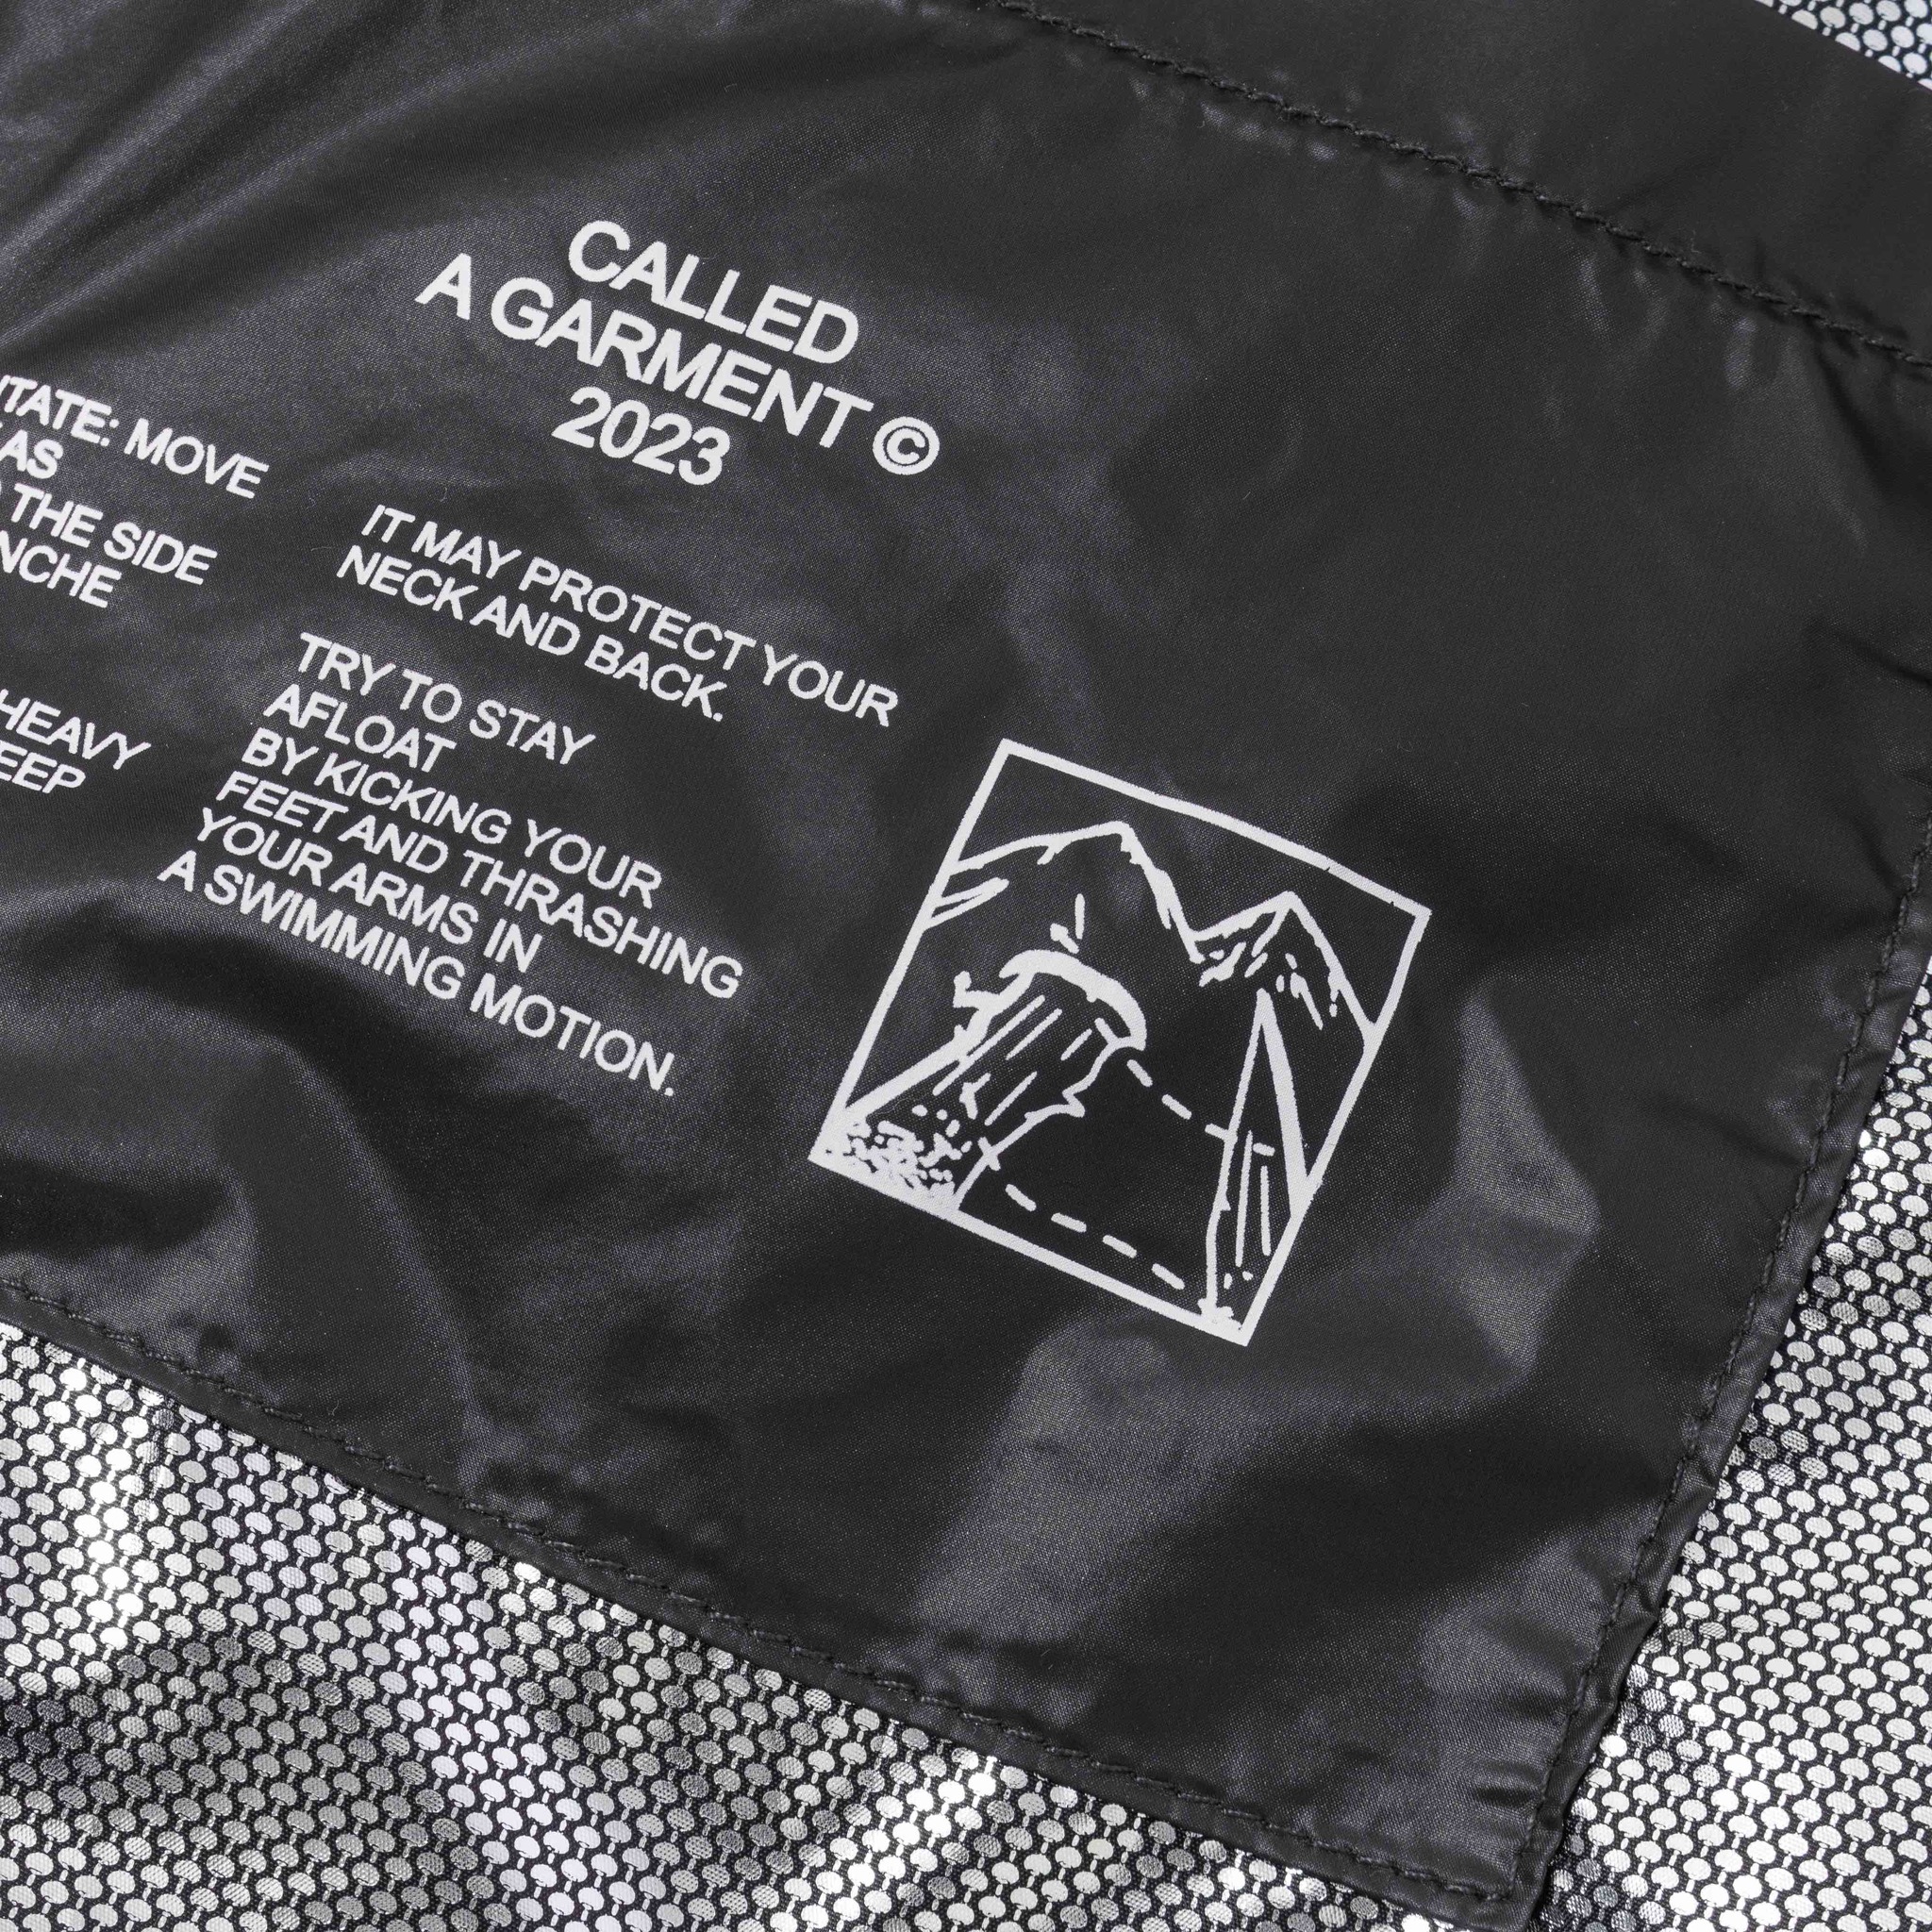 CALLED
A GARMENT ©
2023
MOVE
AS
THE SIDE
HEAVY
IT MAY PROTECT YOUR
NECK AND BACK.
TRY TO STAY
AFLOAT
BY KICKING YOUR
FEET AND THRASHING
YOUR ARMS IN
A SWIMMING MOTION.